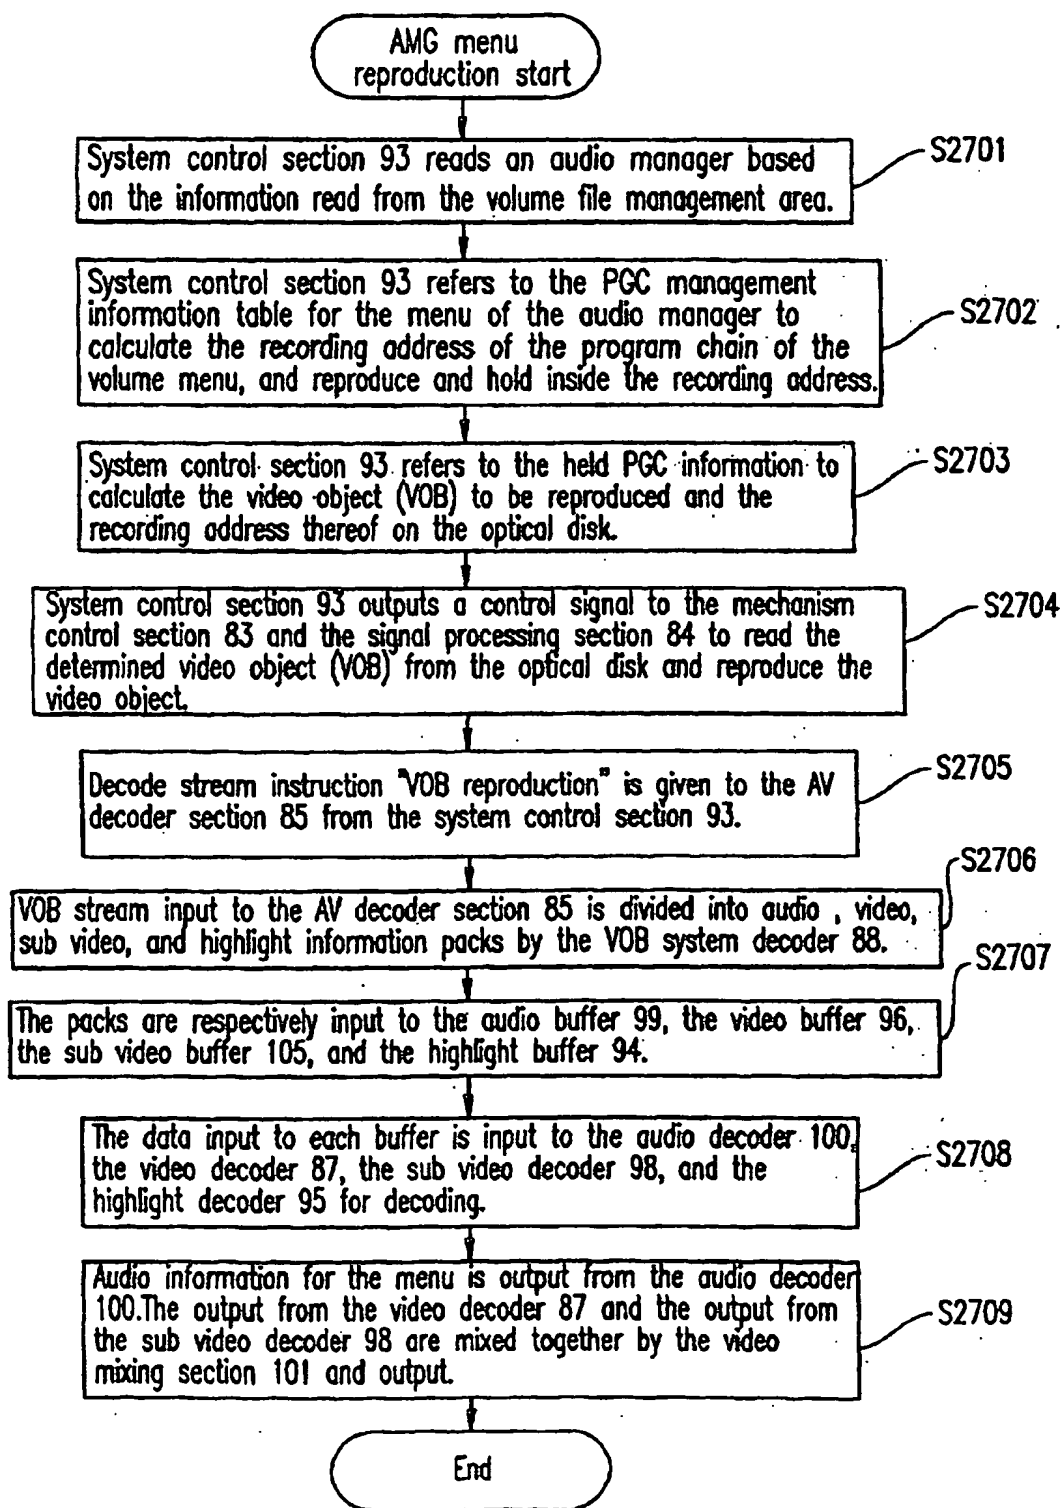 AMG menu
reproduction start
System control section 93 reads an audio manager based
on the information read from the volume file management area.
S2701
System control section 93 refers to the PGC management
information table for the menu of the audio manager to
calculate the recording address of the program chain of the
volume menu, and reproduce and hold inside the recording address.
S2702
System control section 93 refers to the held PGC information to
calculate the video object (VOB) to be reproduced and the
recording address thereof on the optical disk.
S2703
System control section 93 outputs a control signal to the mechanism
control section 83 and the signal processing section 84 to read the
determined video object (VOB) from the optical disk and reproduce the
video object.
S2704
Decode stream instruction "VOB reproduction" is given to the AV
decoder section 85 from the system control section 93.
S2705
VOB stream input to the AV decoder section 85 is divided into audio , video,
sub video, and highlight information packs by the VOB system decoder 88.
S2706
The packs are respectively input to the audio buffer 99, the video buffer 96,
the sub video buffer 105, and the highlight buffer 94.
S2707
The data input to each buffer is input to the audio decoder 100,
the video decoder 87, the sub video decoder 98, and the
highlight decoder 95 for decoding.
S2708
Audio information for the menu is output from the audio decoder
100.The output from the video decoder 87 and the output from
the sub video decoder 98 are mixed together by the video
mixing section 101 and output.
S2709
End